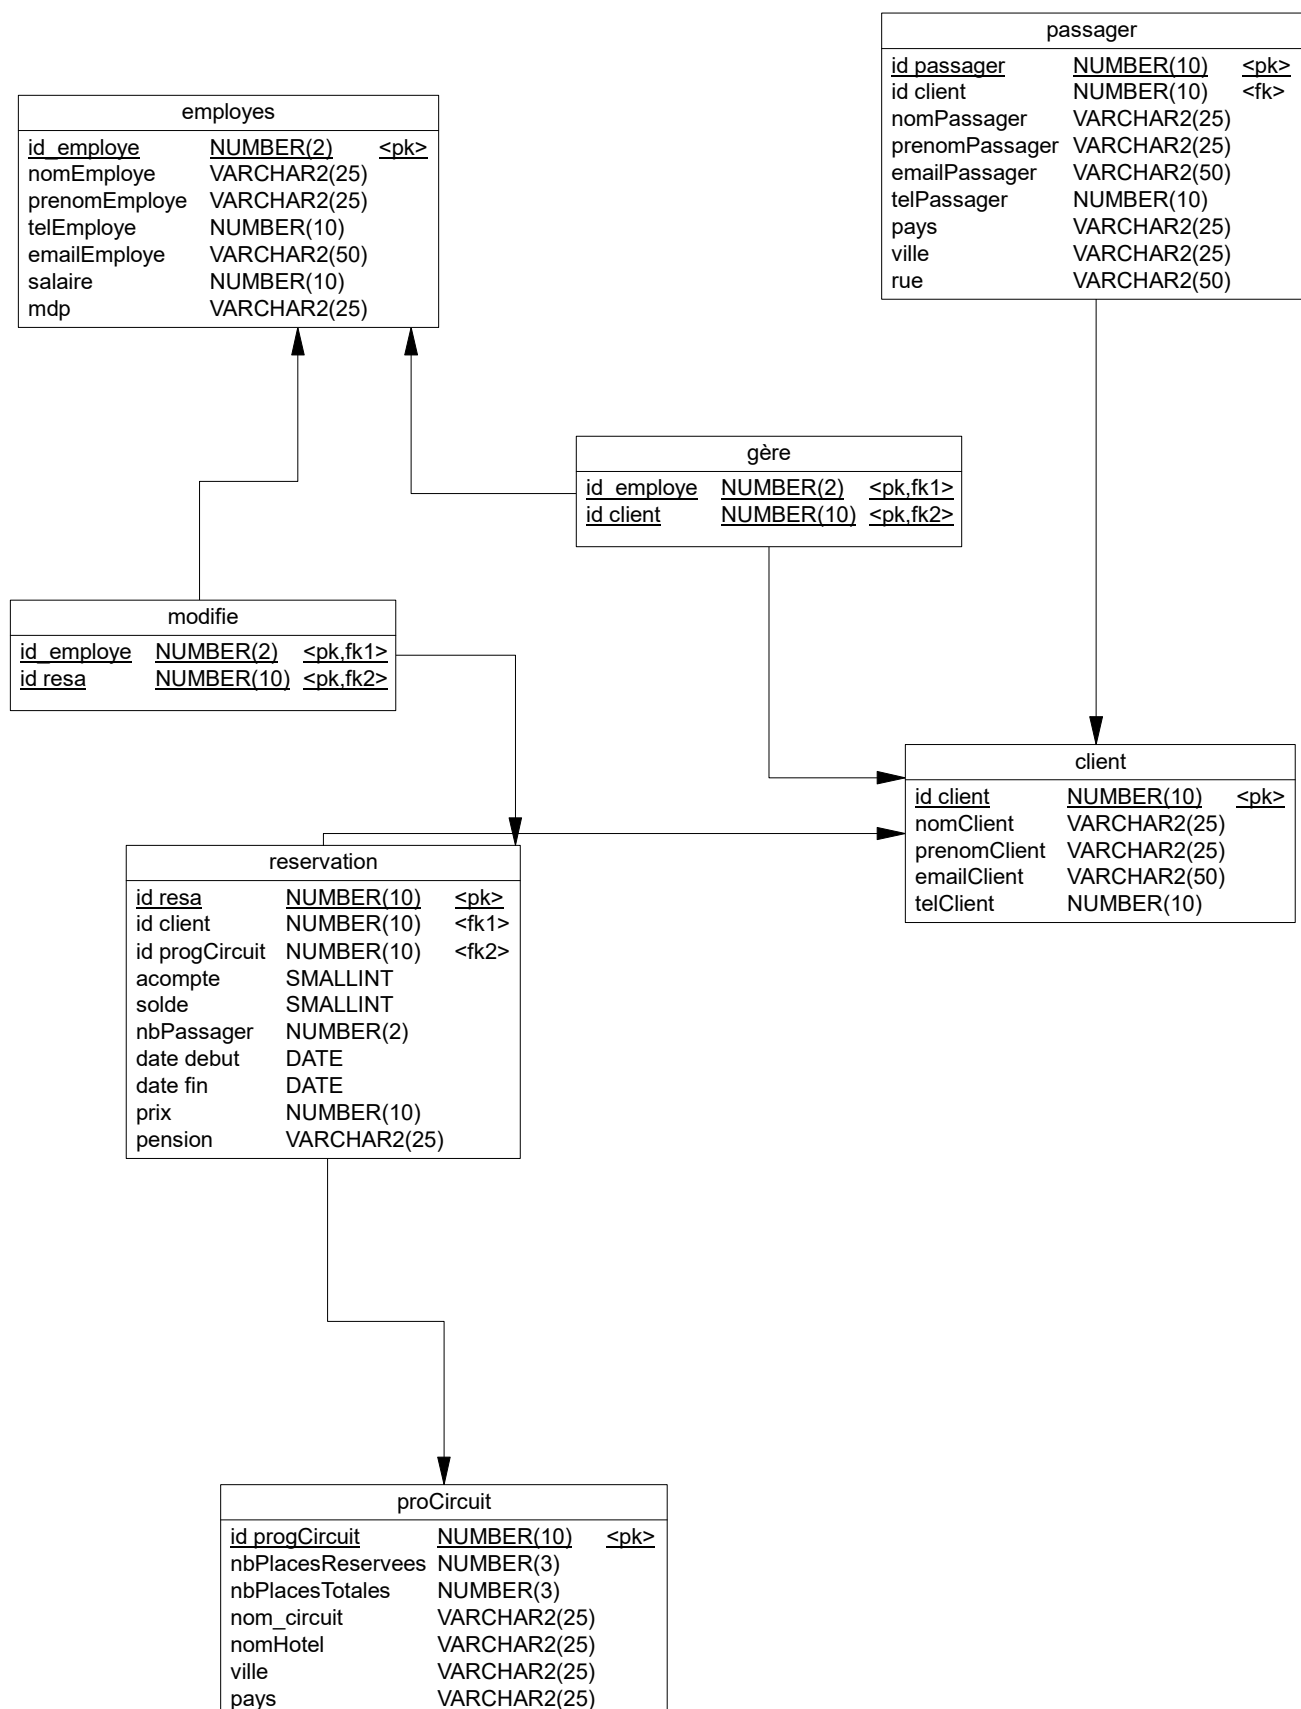 passager
id passager NUMBER(10) <pk>
id client NUMBER(10) <fk>
nomPassager VARCHAR2(25)
prenomPassager VARCHAR2(25)
emailPassager VARCHAR2(50)
telPassager NUMBER(10)
pays VARCHAR2(25)
ville VARCHAR2(25)
rue VARCHAR2(50)
employes
id_employe NUMBER(2) <pk>
nomEmploye VARCHAR2(25)
prenomEmploye VARCHAR2(25)
telEmploye NUMBER(10)
emailEmploye VARCHAR2(50)
salaire NUMBER(10)
mdp VARCHAR2(25)
gère
id_employe NUMBER(2) <pk,fk1>
id client NUMBER(10) <pk,fk2>
modifie
id_employe NUMBER(2) <pk,fk1>
id resa NUMBER(10) <pk,fk2>
client
id client NUMBER(10) <pk>
nomClient VARCHAR2(25)
prenomClient VARCHAR2(25)
emailClient VARCHAR2(50)
telClient NUMBER(10)
reservation
id resa NUMBER(10) <pk>
id client NUMBER(10) <fk1>
id progCircuit NUMBER(10) <fk2>
acompte SMALLINT
solde SMALLINT
nbPassager NUMBER(2)
date debut DATE
date fin DATE
prix NUMBER(10)
pension VARCHAR2(25)
proCircuit
id progCircuit NUMBER(10) <pk>
nbPlacesReservees NUMBER(3)
nbPlacesTotales NUMBER(3)
nom_circuit VARCHAR2(25)
nomHotel VARCHAR2(25)
ville VARCHAR2(25)
pays VARCHAR2(25)